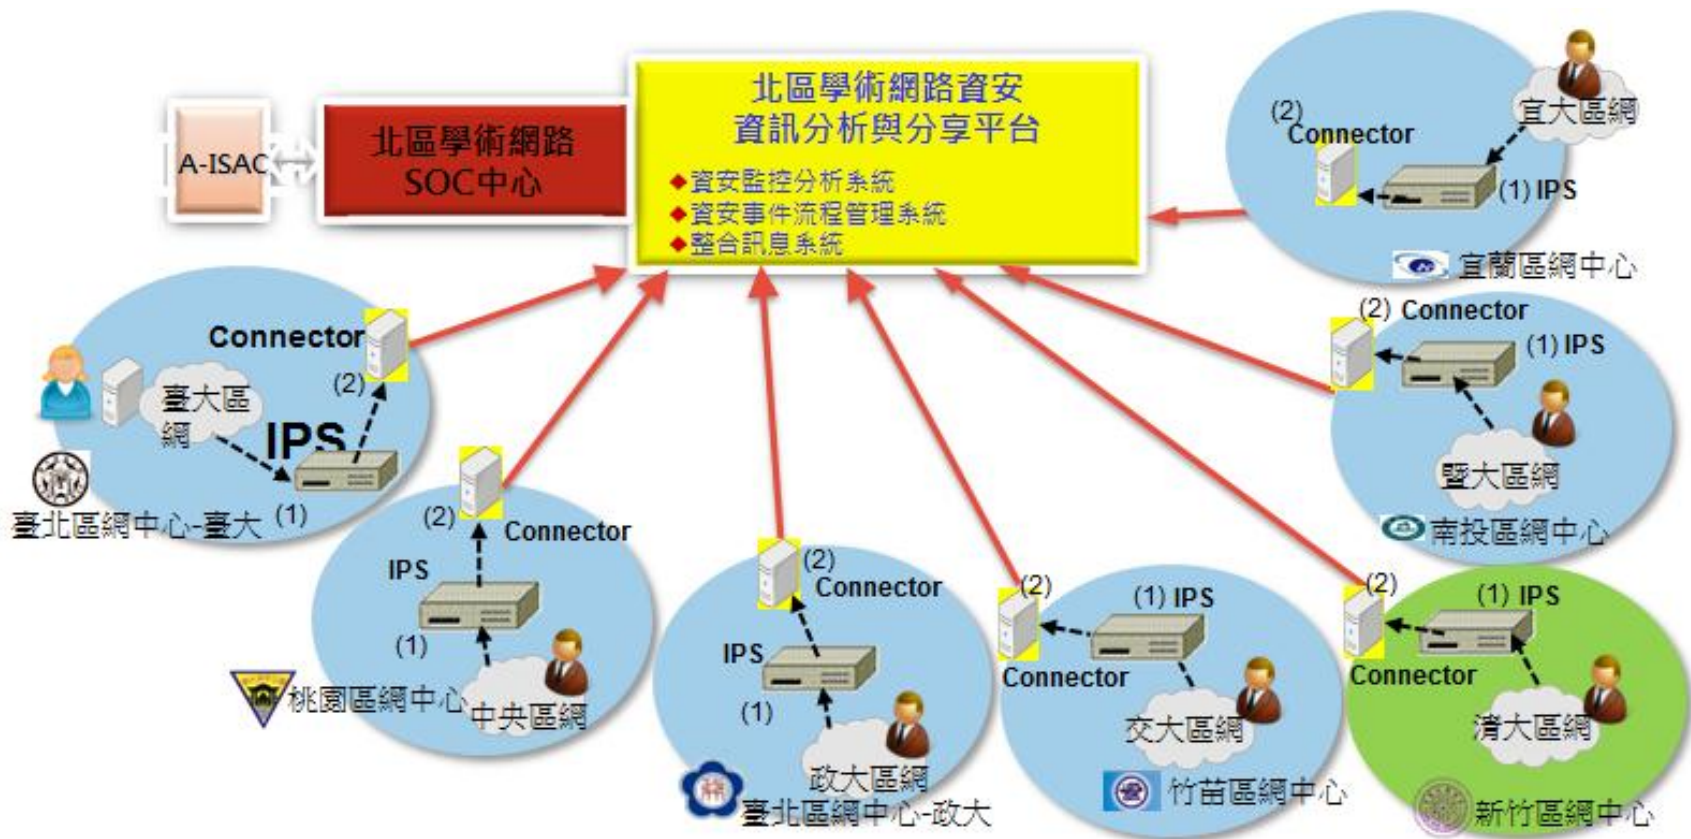 A-ISAC
北區學術網路
SOC中心
北區學術網路資安
資訊分析與分享平台
◆資安監控分析系統
◆資安事件流程管理系統
◆整合訊息系統
宜大區網
(2)
Connector
(1) IPS
宜蘭區網中心
(2) Connector
(1) IPS
暨大區網
南投區網中心
Connector
(2)
臺大區
網
IPS
(1)
臺北區網中心-臺大
(2)
Connector
IPS
(1)
桃園區網中心
中央區網
(2)
Connector
IPS
(1)
政大區網
臺北區網中心-政大
(2)
(1) IPS
Connector
交大區網
竹苗區網中心
(2)
(1) IPS
Connector
清大區網
新竹區網中心